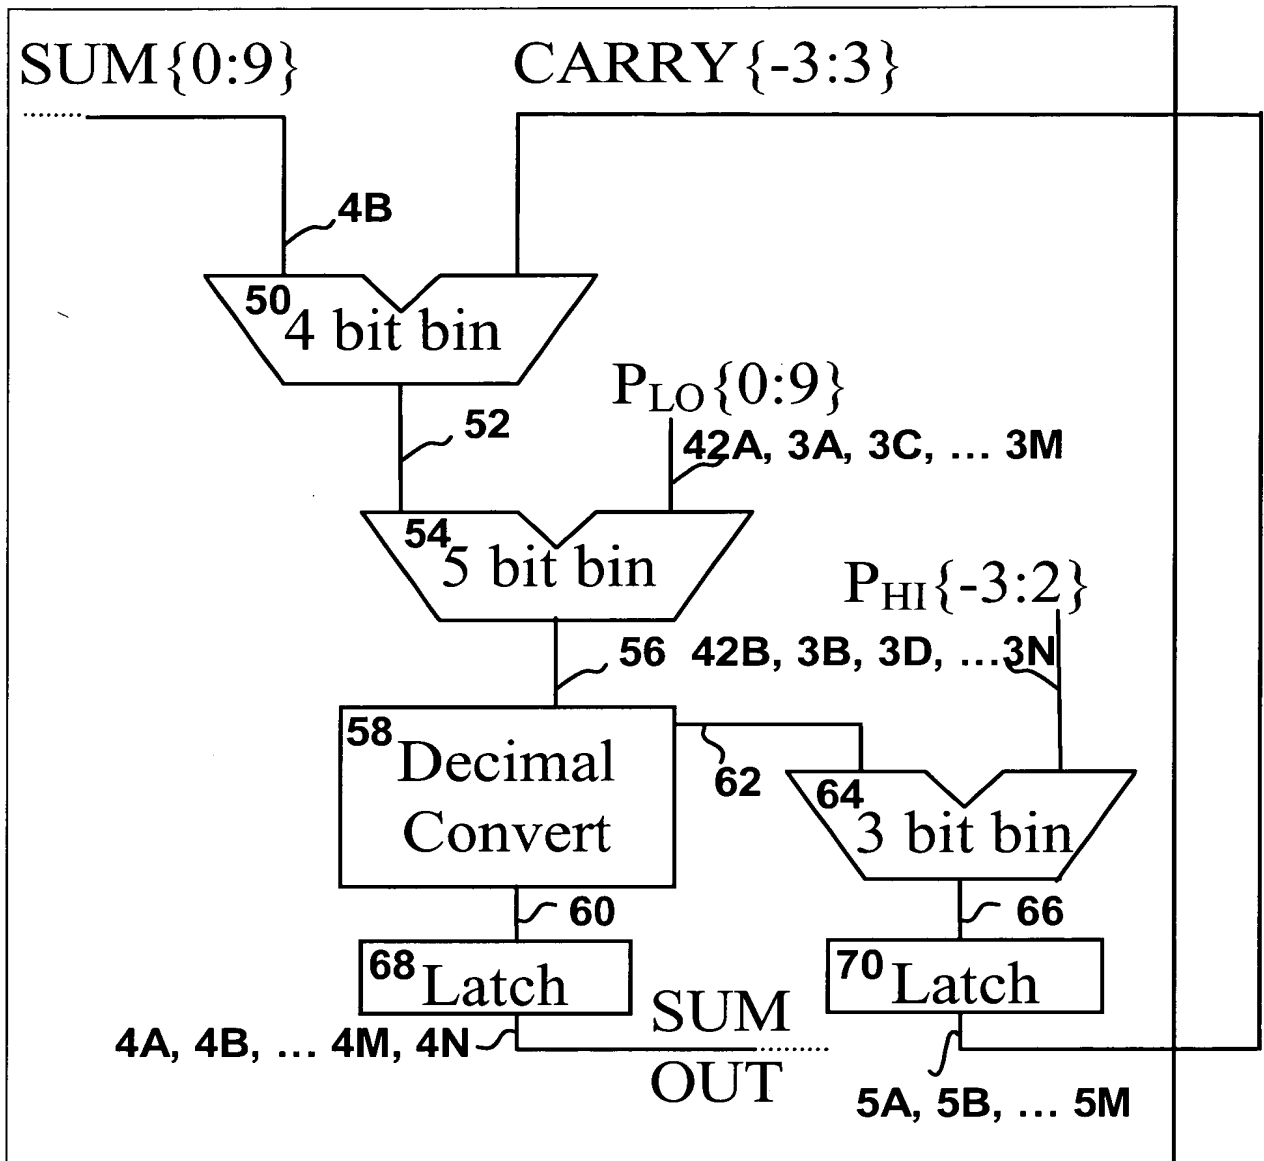 SUM{0:9} CARRY{-3:3}
4B
50
4 bit bin
P_LO{0:9}
52
42A, 3A, 3C, ... 3M
54
5 bit bin
P_HI{-3:2}
56 42B, 3B, 3D, ...3N
58
Decimal
Convert
62
64
3 bit bin
60
66
68
Latch
70
Latch
SUM
OUT
4A, 4B, ... 4M, 4N
5A, 5B, ... 5M